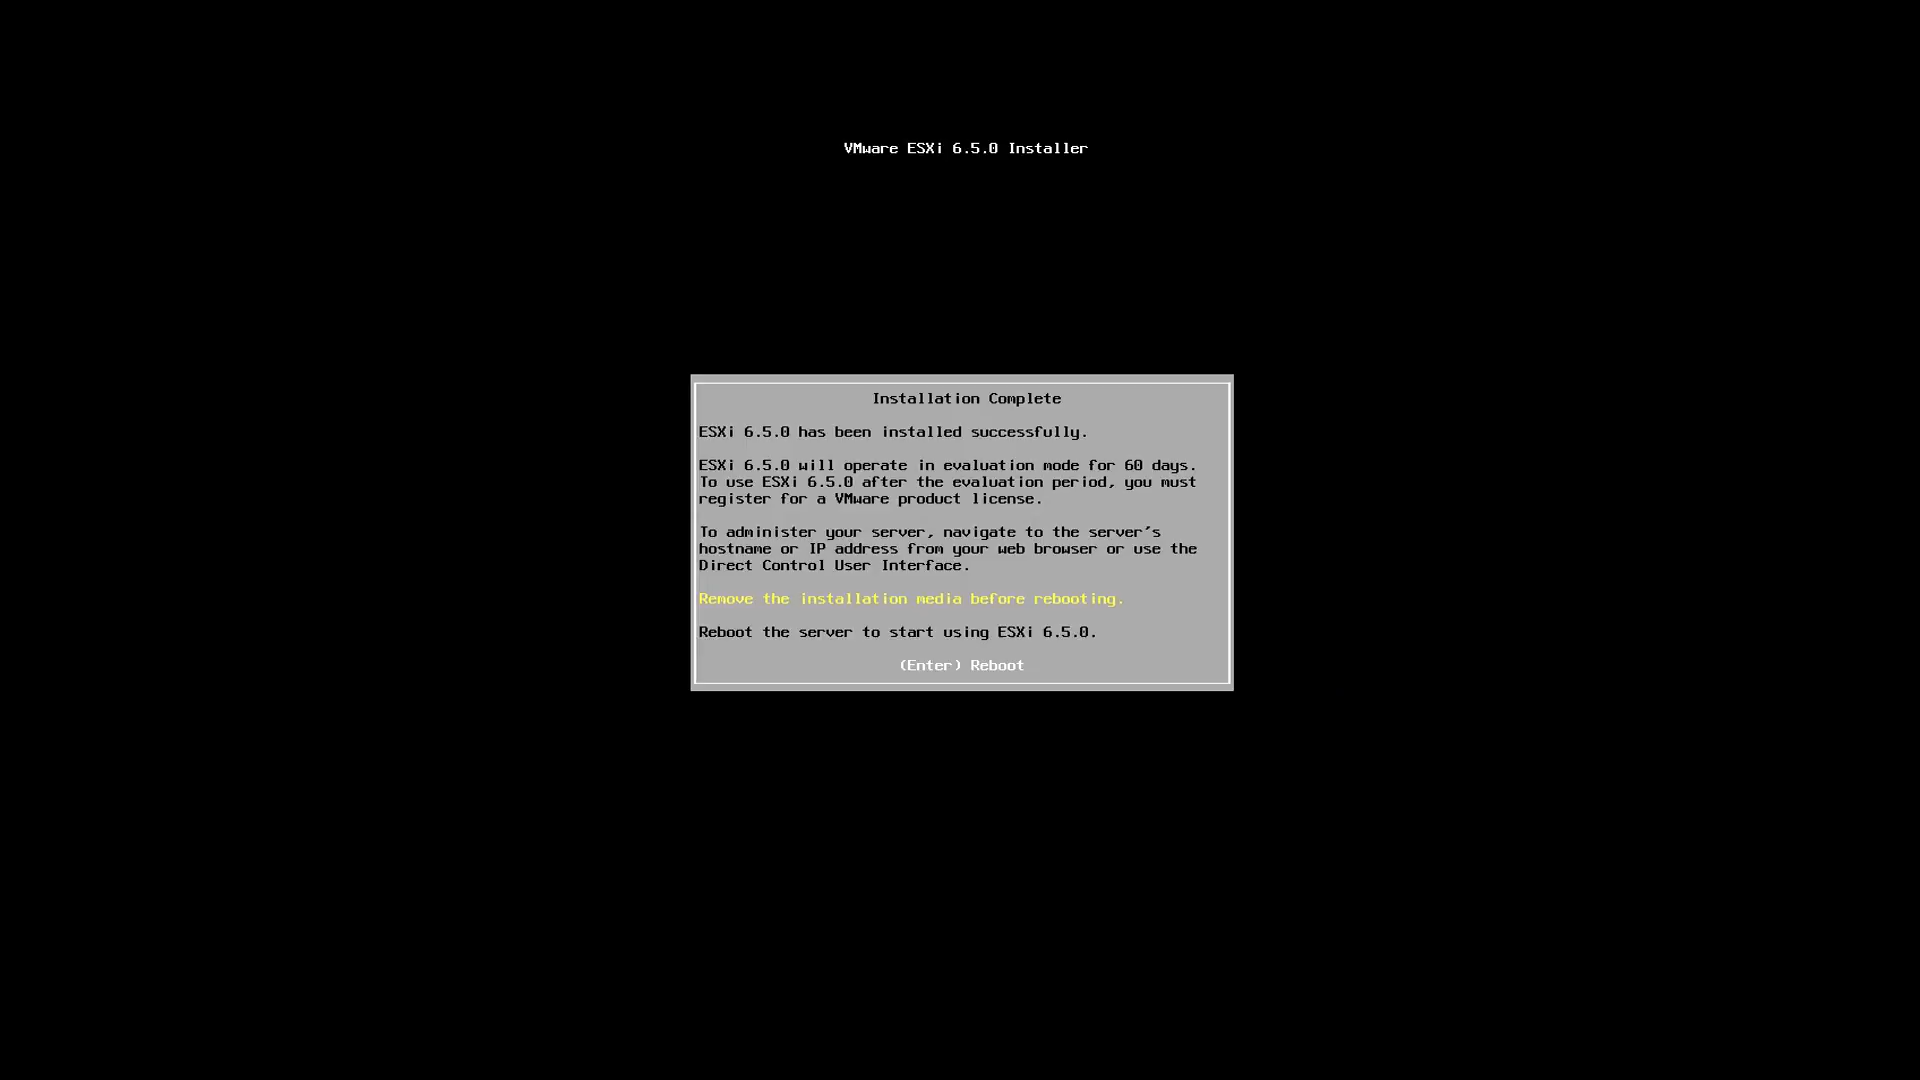 VMware ESXi 6.5.0 Installer
Installation Complete
ESXi 6.5.0 has been installed successfully.
ESXi 6.5.0 will operate in evaluation mode for 60 days.
To use ESXi 6.5.0 after the evaluation period, you must
register for a VMware product license.
To administer your server, navigate to the server's
hostname or IP address from your web browser or use the
Direct Control User Interface.
Remove the installation media before rebooting.
Reboot the server to start using ESXi 6.5.0.
(Enter) Reboot